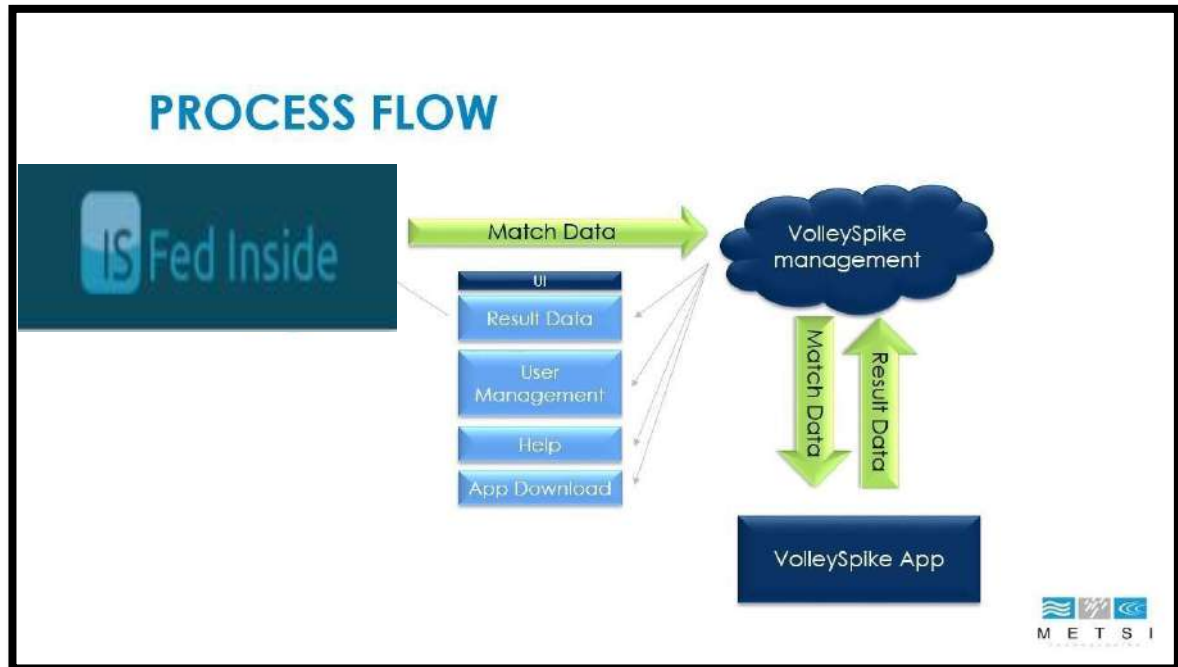 PROCESS FLOW
IS Fed Inside
Match Data
VolleySpike
management
UI
Result Data
User
Management
Help
App Download
Match Data
Result Data
VolleySpike App
METSI